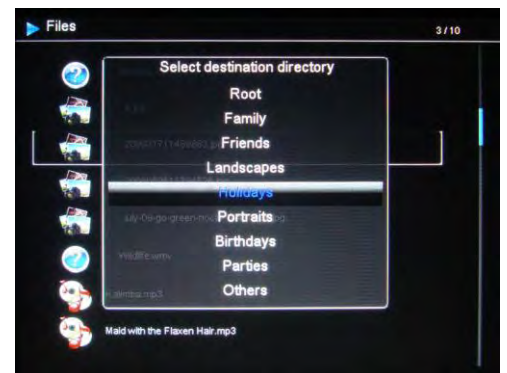 Files
3/10
Select destination directory
Root
Family
Friends
Landscapes
Holidays
Portraits
Birthdays
Parties
Others
Maid with the Flaxen Hair.mp3